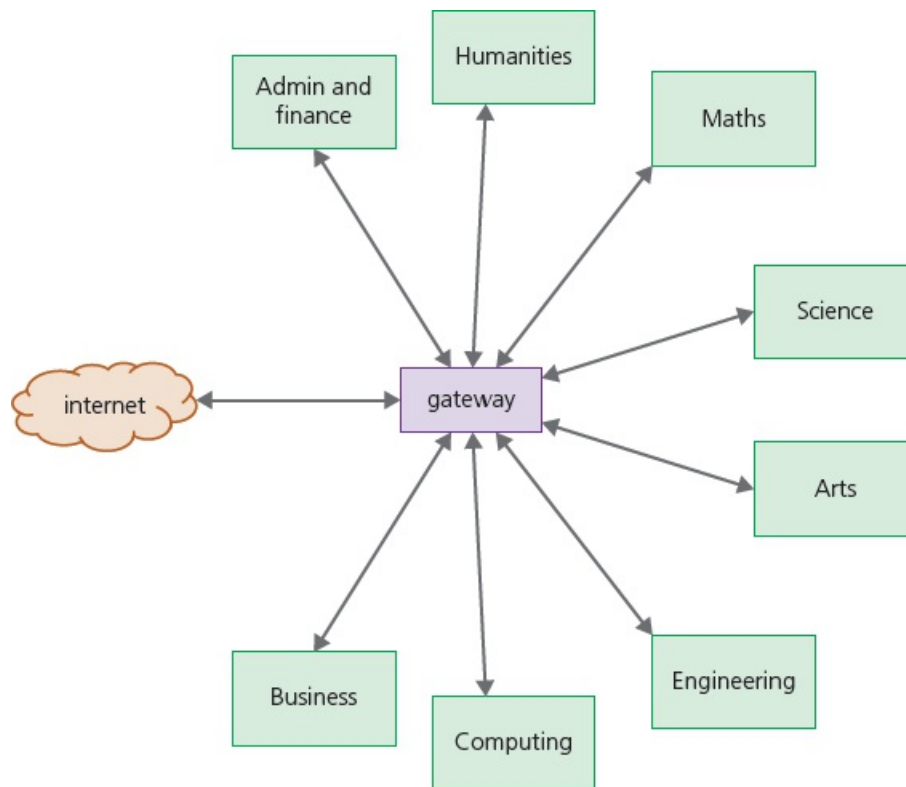 Humanities
Admin and
finance
Maths
Science
internet
gateway
Arts
Engineering
Business
Computing